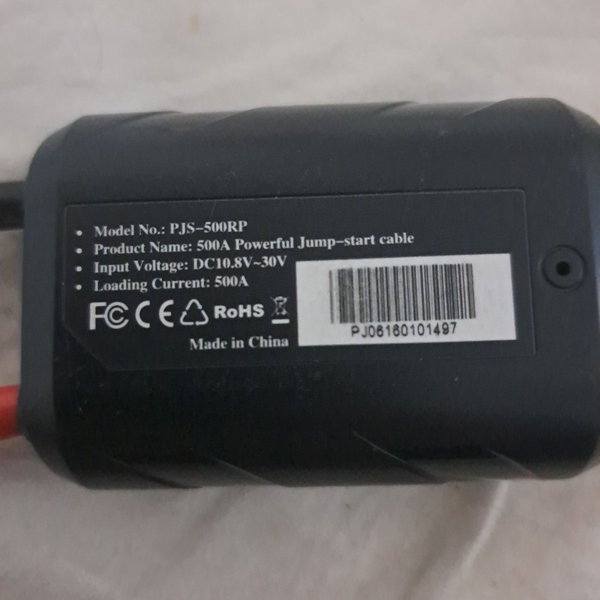 • Model No.: PJS-500RP
• Product Name: 500A Powerful Jump-start cable
• Input Voltage: DC10.8V~30V
• Loading Current: 500A
FC CE RoHS
Made in China
PJ06160101497